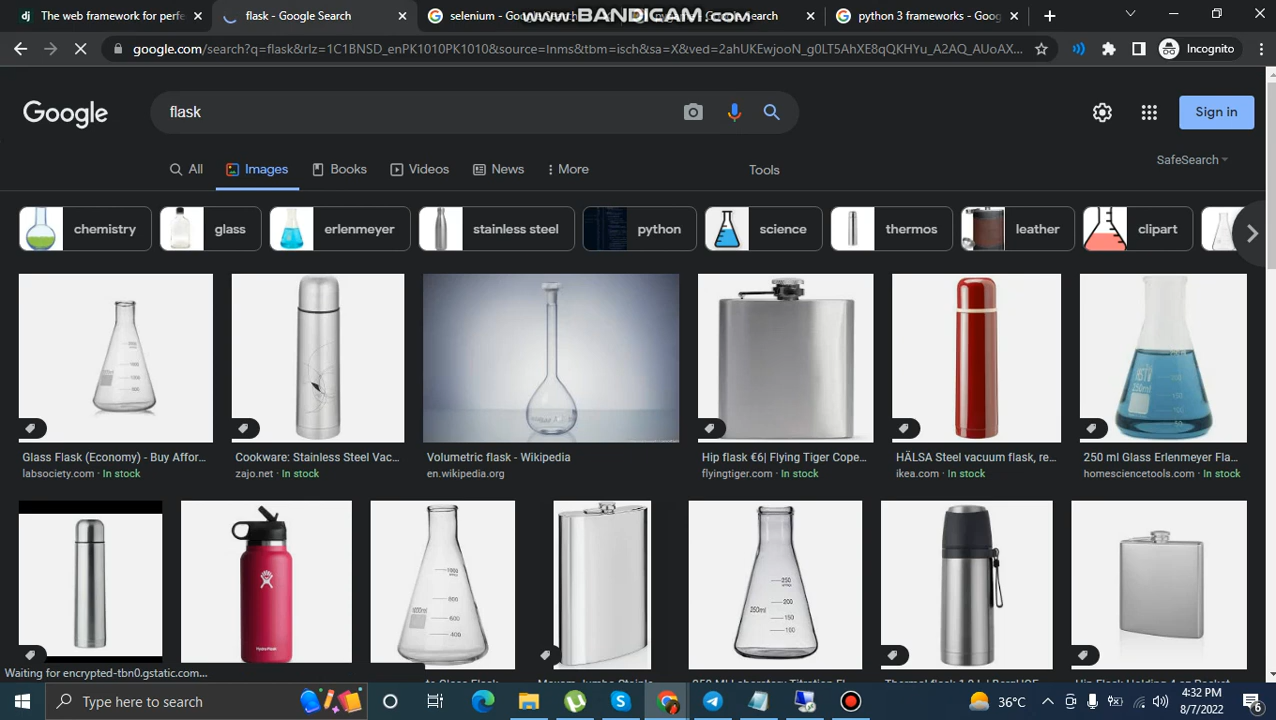 The web framework for perfe
flask - Google Search
selenium - Goo
www.BANDICAM.com
Search
python 3 frameworks - Goog
google.com/search?q=flask&rlz=1C1BNSD_enPK1010PK1010&source=lnms&tbm=isch&sa=X&ved=2ahUKEwjooN_g0LT5AhXE8qQKHYu_A2AQ_AUoAX...
Incognito
Google
flask
Sign in
All
Images
Books
Videos
News
More
Tools
SafeSearch
chemistry
glass
erlenmeyer
stainless steel
python
science
thermos
leather
clipart
Glass Flask (Economy) - Buy Affor...
labsociety.com · In stock
Cookware: Stainless Steel Vac...
zajo.net · In stock
Volumetric flask - Wikipedia
en.wikipedia.org
Hip flask €6| Flying Tiger Cope...
flyingtiger.com · In stock
HÄLSA Steel vacuum flask, re...
ikea.com · In stock
250 ml Glass Erlenmeyer Fla...
homesciencetools.com · In stock
Waiting for encrypted-tbn0.gstatic.com...
Type here to search
36°C
4:32 PM
8/7/2022
6